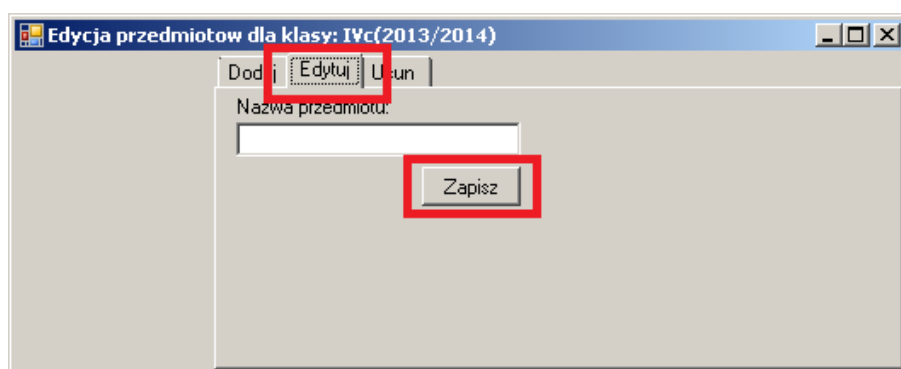 Edycja przedmiotow dla klasy: IVc(2013/2014)
Edytuj
Nazwa przedmiotu:
Zapisz